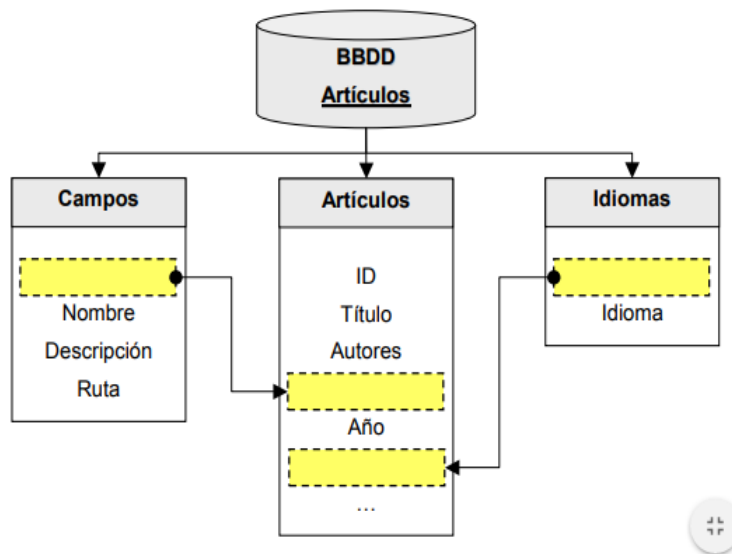 BBDD
Artículos
Campos
Nombre
Descripción
Ruta
Artículos
ID
Título
Autores
Año
...
Idiomas
Idioma